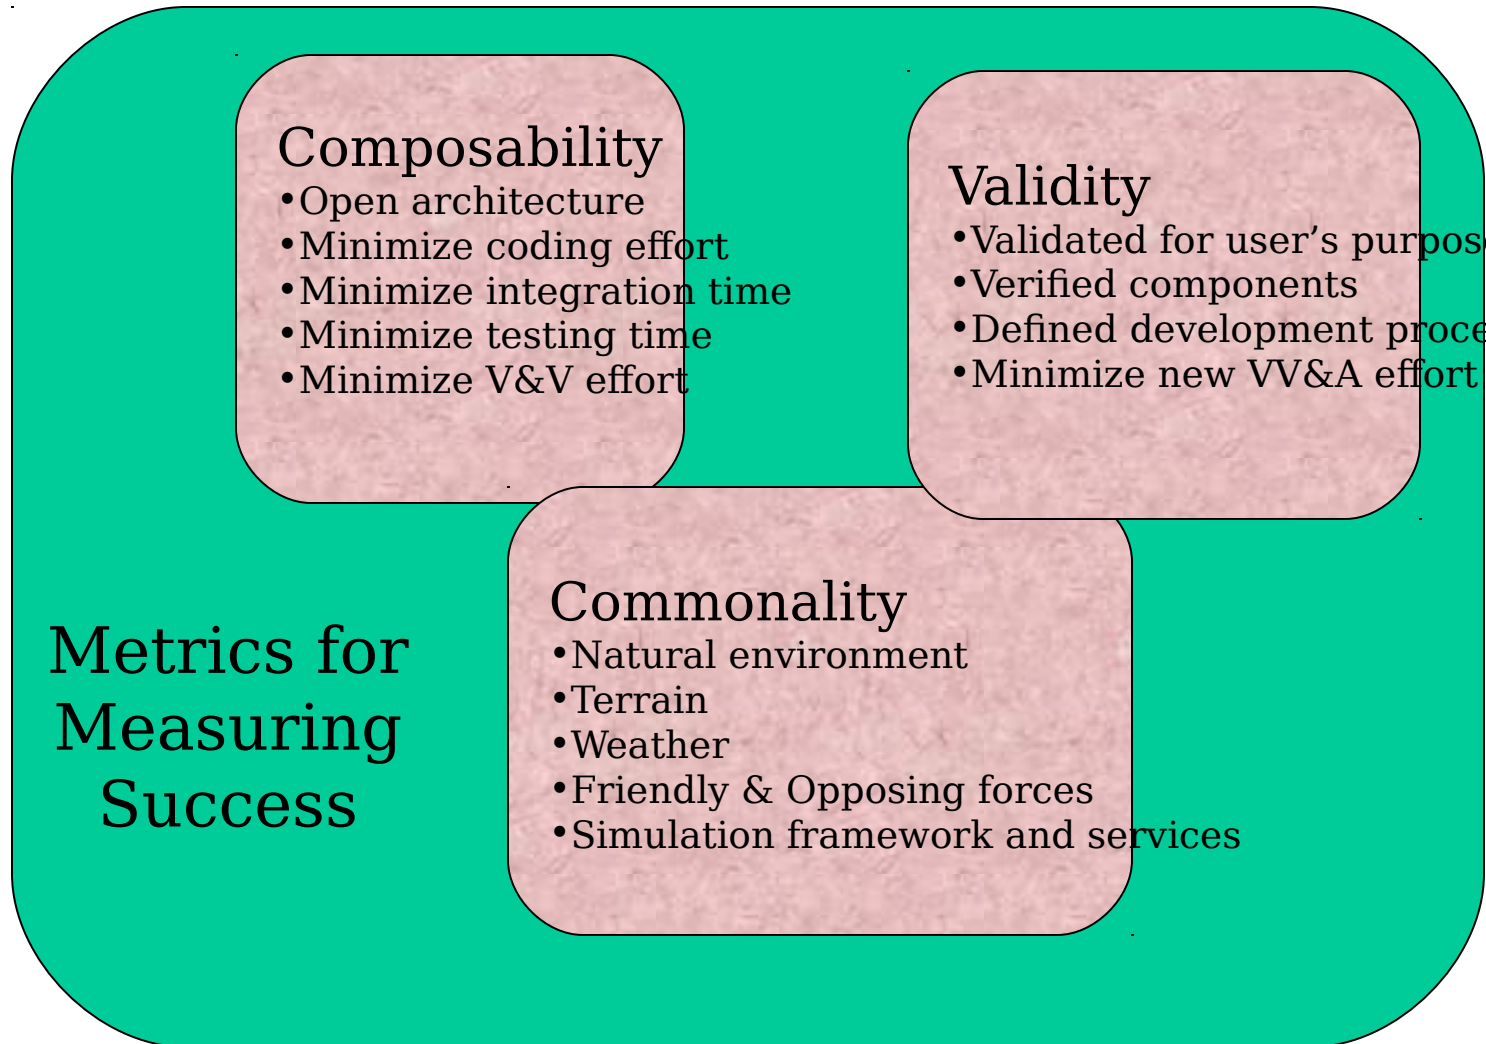 Composability
•Open architecture
•Minimize coding effort
•Minimize integration time
•Minimize testing time
•Minimize V&V effort
Validity
•Validated for user’s purpos
•Verified components
•Defined development proce
•Minimize new VV&A effort
Commonality
•Natural environment
•Terrain
•Weather
•Friendly & Opposing forces
•Simulation framework and services
Metrics for
Measuring
Success